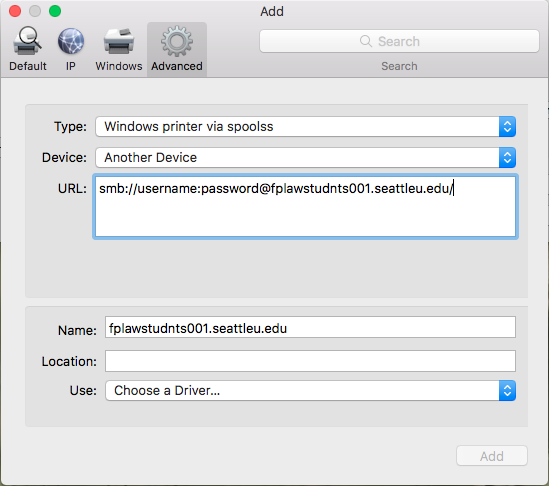 Add
Default IP Windows Advanced
Search
Search
Type: Windows printer via spoolss
Device: Another Device
URL: smb://username:password@fplawstudnts001.seattleu.edu/
Name: fplawstudnts001.seattleu.edu
Location:
Use: Choose a Driver...
Add